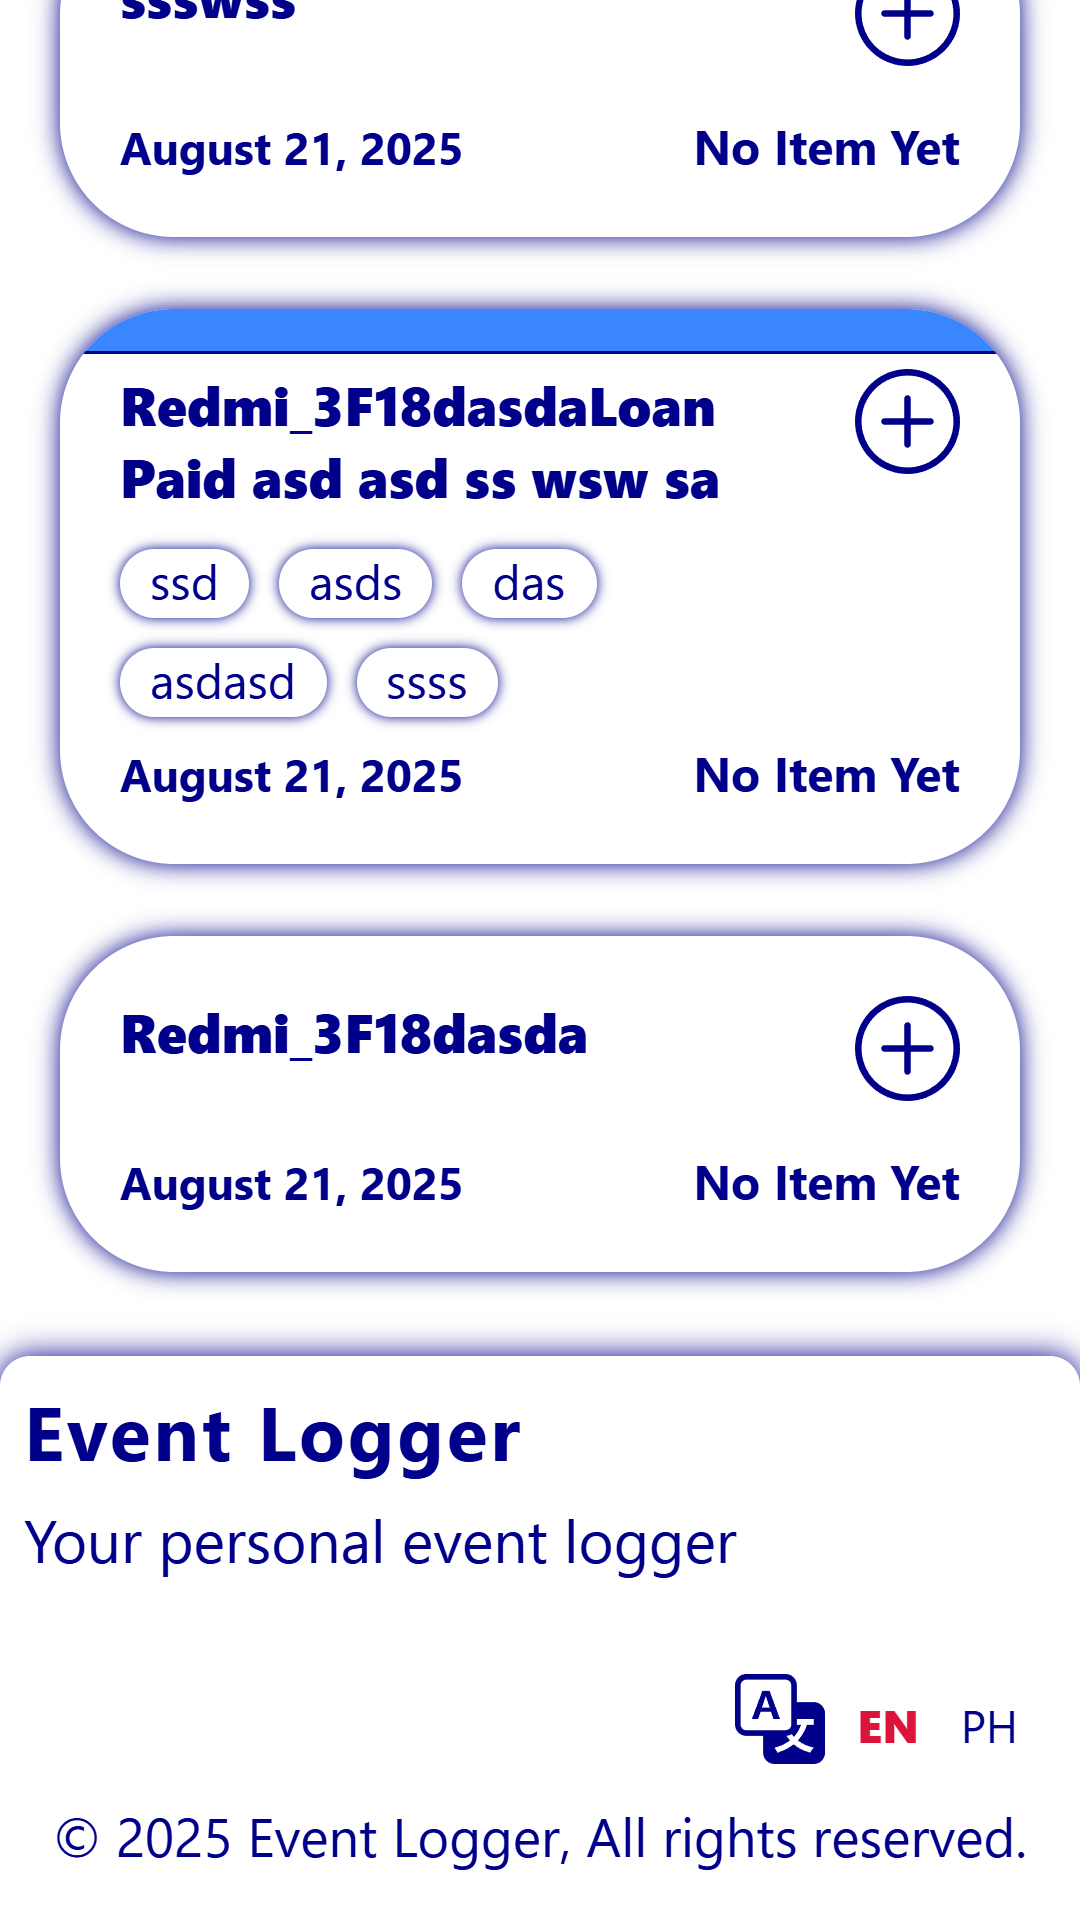 ssswss
August 21, 2025 No Item Yet
Redmi_3F18dasdaLoan
Paid asd asd ss wsw sa
ssd asds das
asdasd ssss
August 21, 2025 No Item Yet
Redmi_3F18dasda
August 21, 2025 No Item Yet
Event Logger
Your personal event logger
A 文 EN PH
© 2025 Event Logger, All rights reserved.